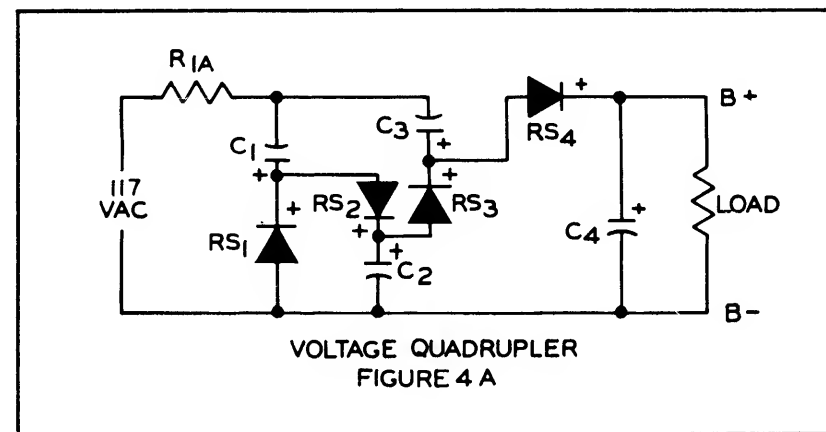 R1A
C3
RS4
B+
C1
117
VAC
RS2
RS3
LOAD
RS1
C2
C4
B-
VOLTAGE QUADRUPLER
FIGURE 4 A